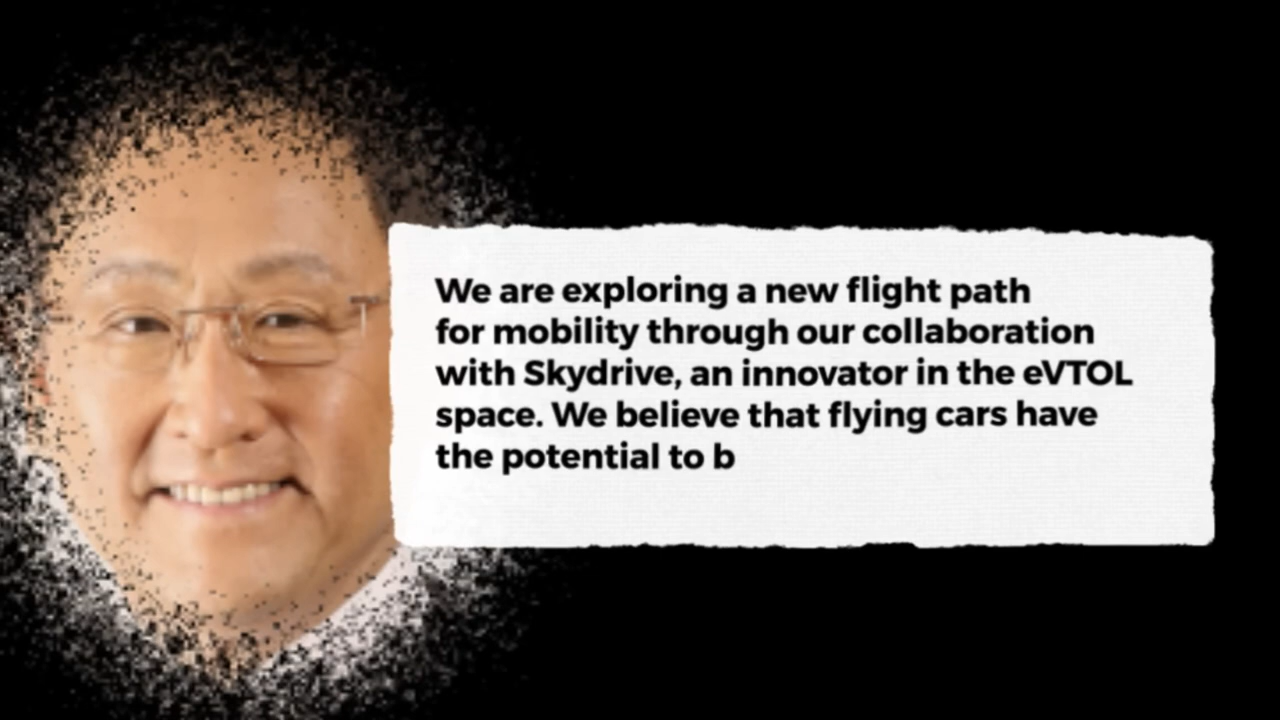 We are exploring a new flight path
for mobility through our collaboration
with Skydrive, an innovator in the eVTOL
space. We believe that flying cars have
the potential to b